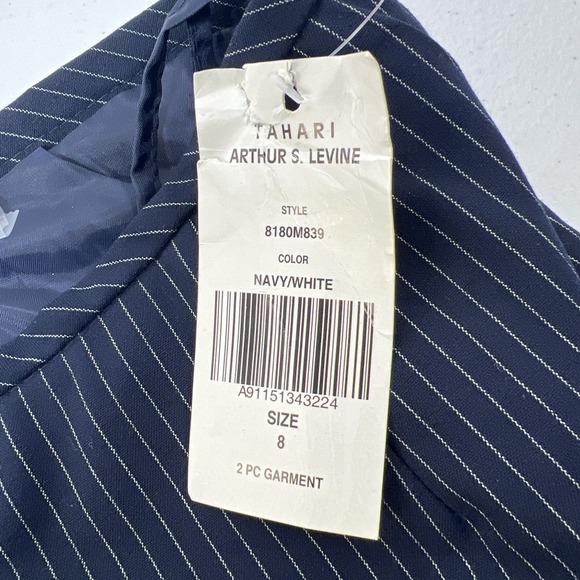 TAHARI
ARTHUR S. LEVINE
STYLE
8180M839
COLOR
NAVY/WHITE
A91151343224
SIZE
8
2 PC GARMENT